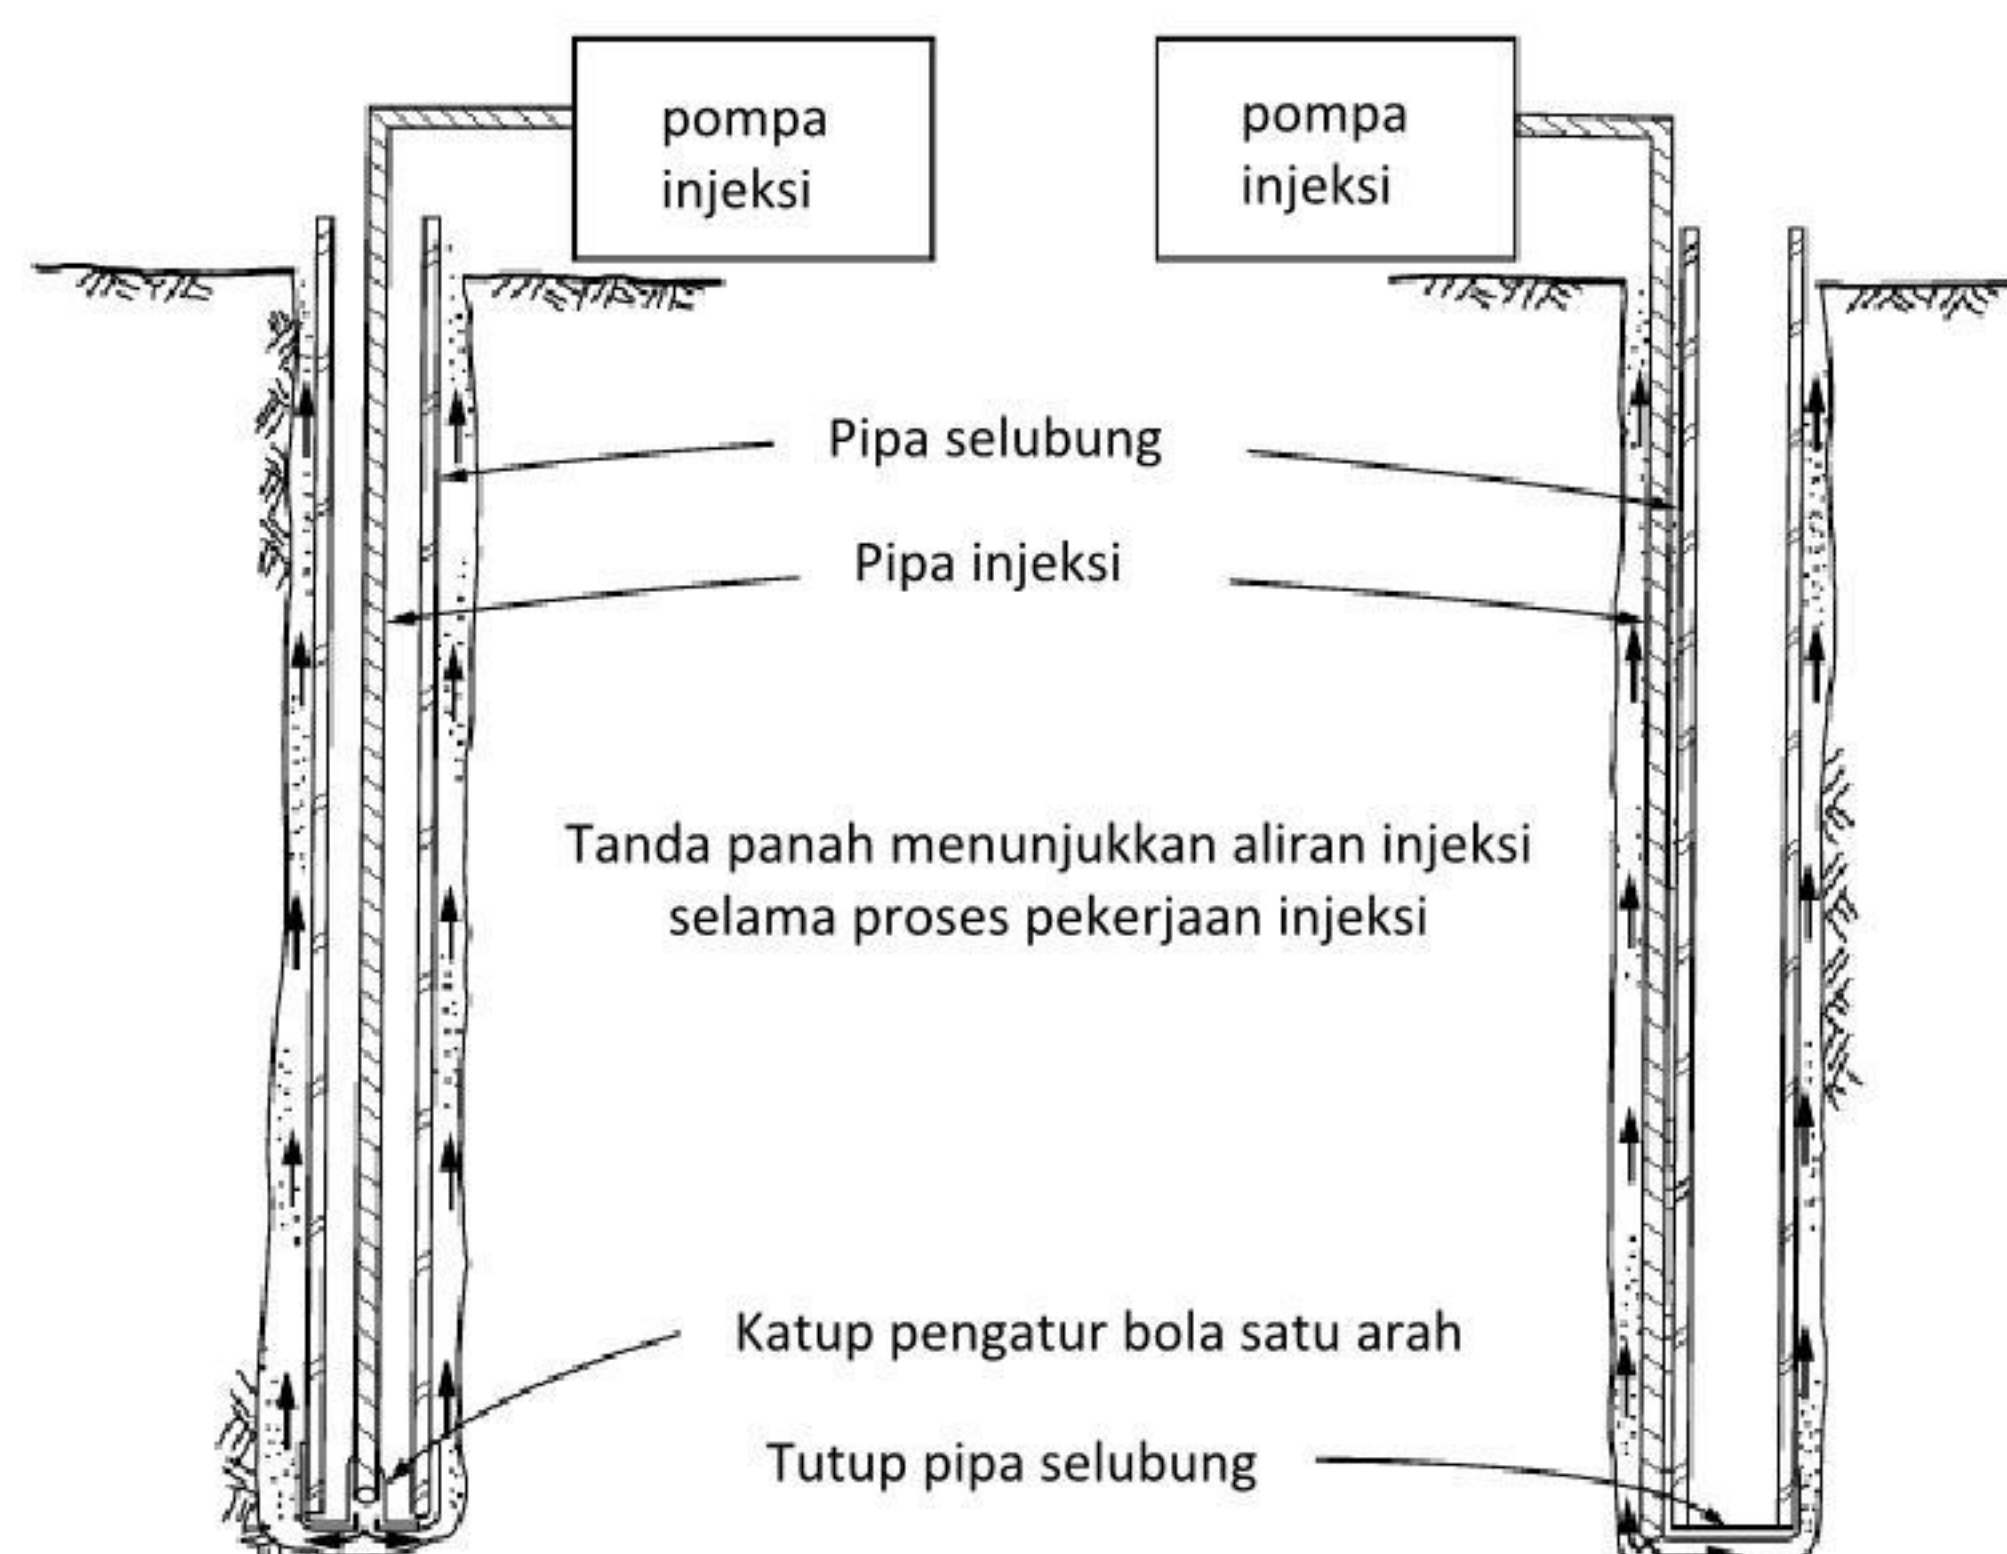 pompa
injeksi
pompa
injeksi
Pipa selubung
Pipa injeksi
Tanda panah menunjukkan aliran injeksi
selama proses pekerjaan injeksi
Katup pengatur bola satu arah
Tutup pipa selubung